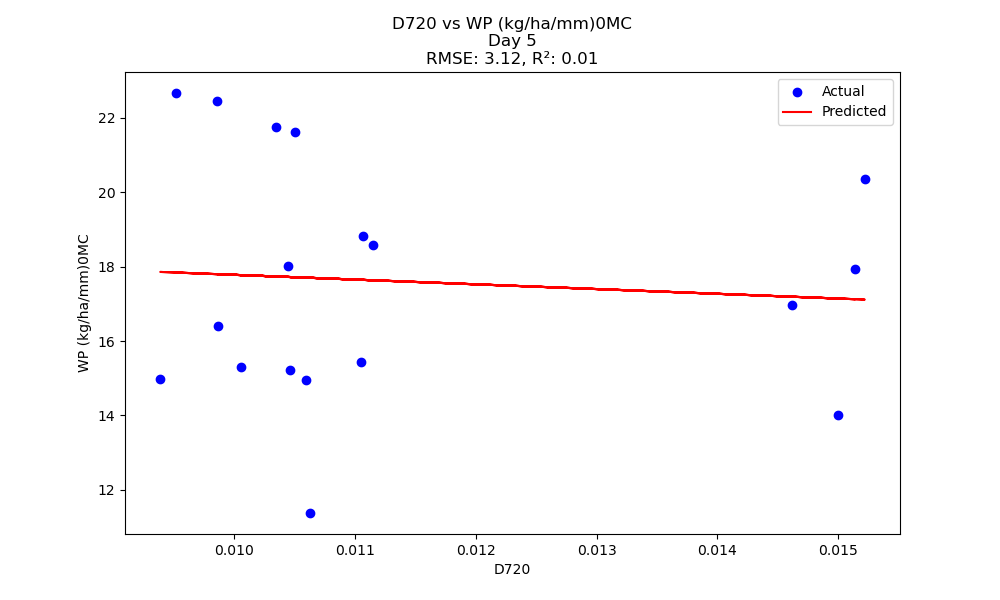 D720 vs WP (kg/ha/mm)0MC
Day 5
RMSE: 3.12, R²: 0.01
Actual
Predicted
WP (kg/ha/mm)0MC
22
20
18
16
14
12
0.010
0.011
0.012
0.013
0.014
0.015
D720